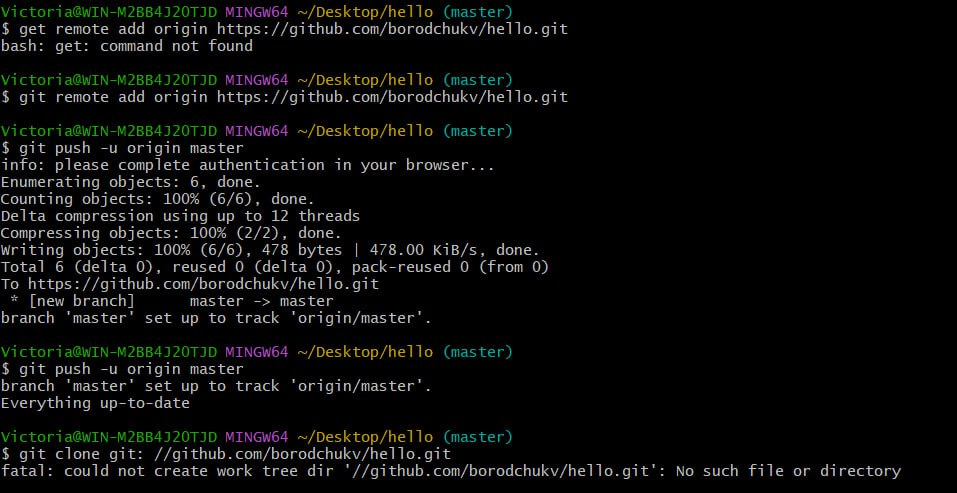 Victoria@WIN-M2BB4J2OTJD MINGW64 ~/Desktop/hello (master)
$ get remote add origin https://github.com/borodchukv/hello.git
bash: get: command not found
Victoria@WIN-M2BB4J2OTJD MINGW64 ~/Desktop/hello (master)
$ git remote add origin https://github.com/borodchukv/hello.git
Victoria@WIN-M2BB4J2OTJD MINGW64 ~/Desktop/hello (master)
$ git push -u origin master
info: please complete authentication in your browser...
Enumerating objects: 6, done.
Counting objects: 100% (6/6), done.
Delta compression using up to 12 threads
Compressing objects: 100% (2/2), done.
Writing objects: 100% (6/6), 478 bytes | 478.00 KiB/s, done.
Total 6 (delta 0), reused 0 (delta 0), pack-reused 0 (from 0)
To https://github.com/borodchukv/hello.git
 * [new branch]      master -> master
branch 'master' set up to track 'origin/master'.
Victoria@WIN-M2BB4J2OTJD MINGW64 ~/Desktop/hello (master)
$ git push -u origin master
branch 'master' set up to track 'origin/master'.
Everything up-to-date
Victoria@WIN-M2BB4J2OTJD MINGW64 ~/Desktop/hello (master)
$ git clone git: //github.com/borodchukv/hello.git
fatal: could not create work tree dir '//github.com/borodchukv/hello.git': No such file or directory